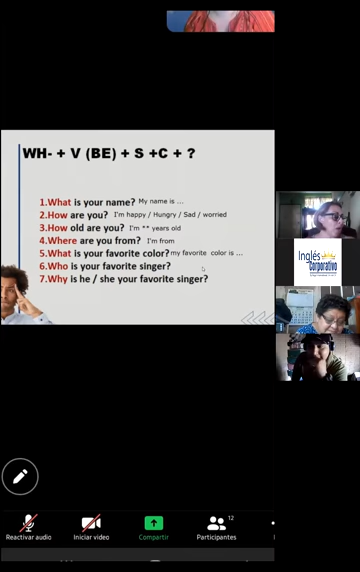 WH- + V (BE) + S +C + ?
1.What is your name? My name is ...
2.How are you? I'm happy / Hungry / Sad / worried
3.How old are you? I'm ** years old
4.Where are you from? I'm from
5.What is your favorite color? my favorite color is ...
6.Who is your favorite singer?
7.Why is he / she your favorite singer?
Inglés
Corporativo
12
Reactivar audio
Iniciar video
Compartir
Participantes